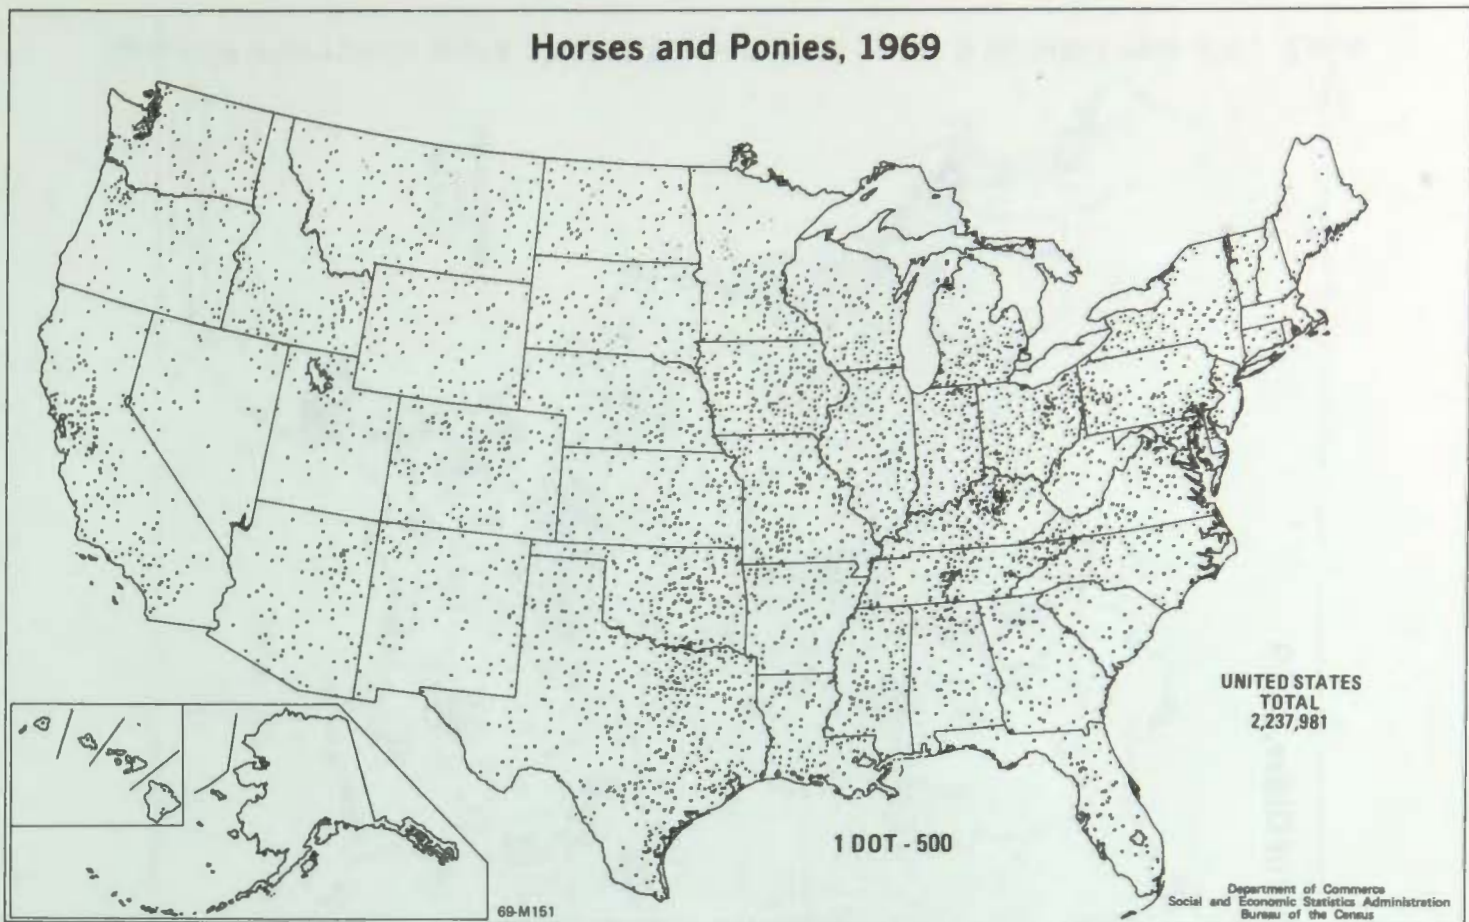 Horses and Ponies, 1969
UNITED STATES
TOTAL
2,237,981
1 DOT - 500
69-M151
Department of Commerce
Social and Economic Statistics Administration
Bureau of the Census